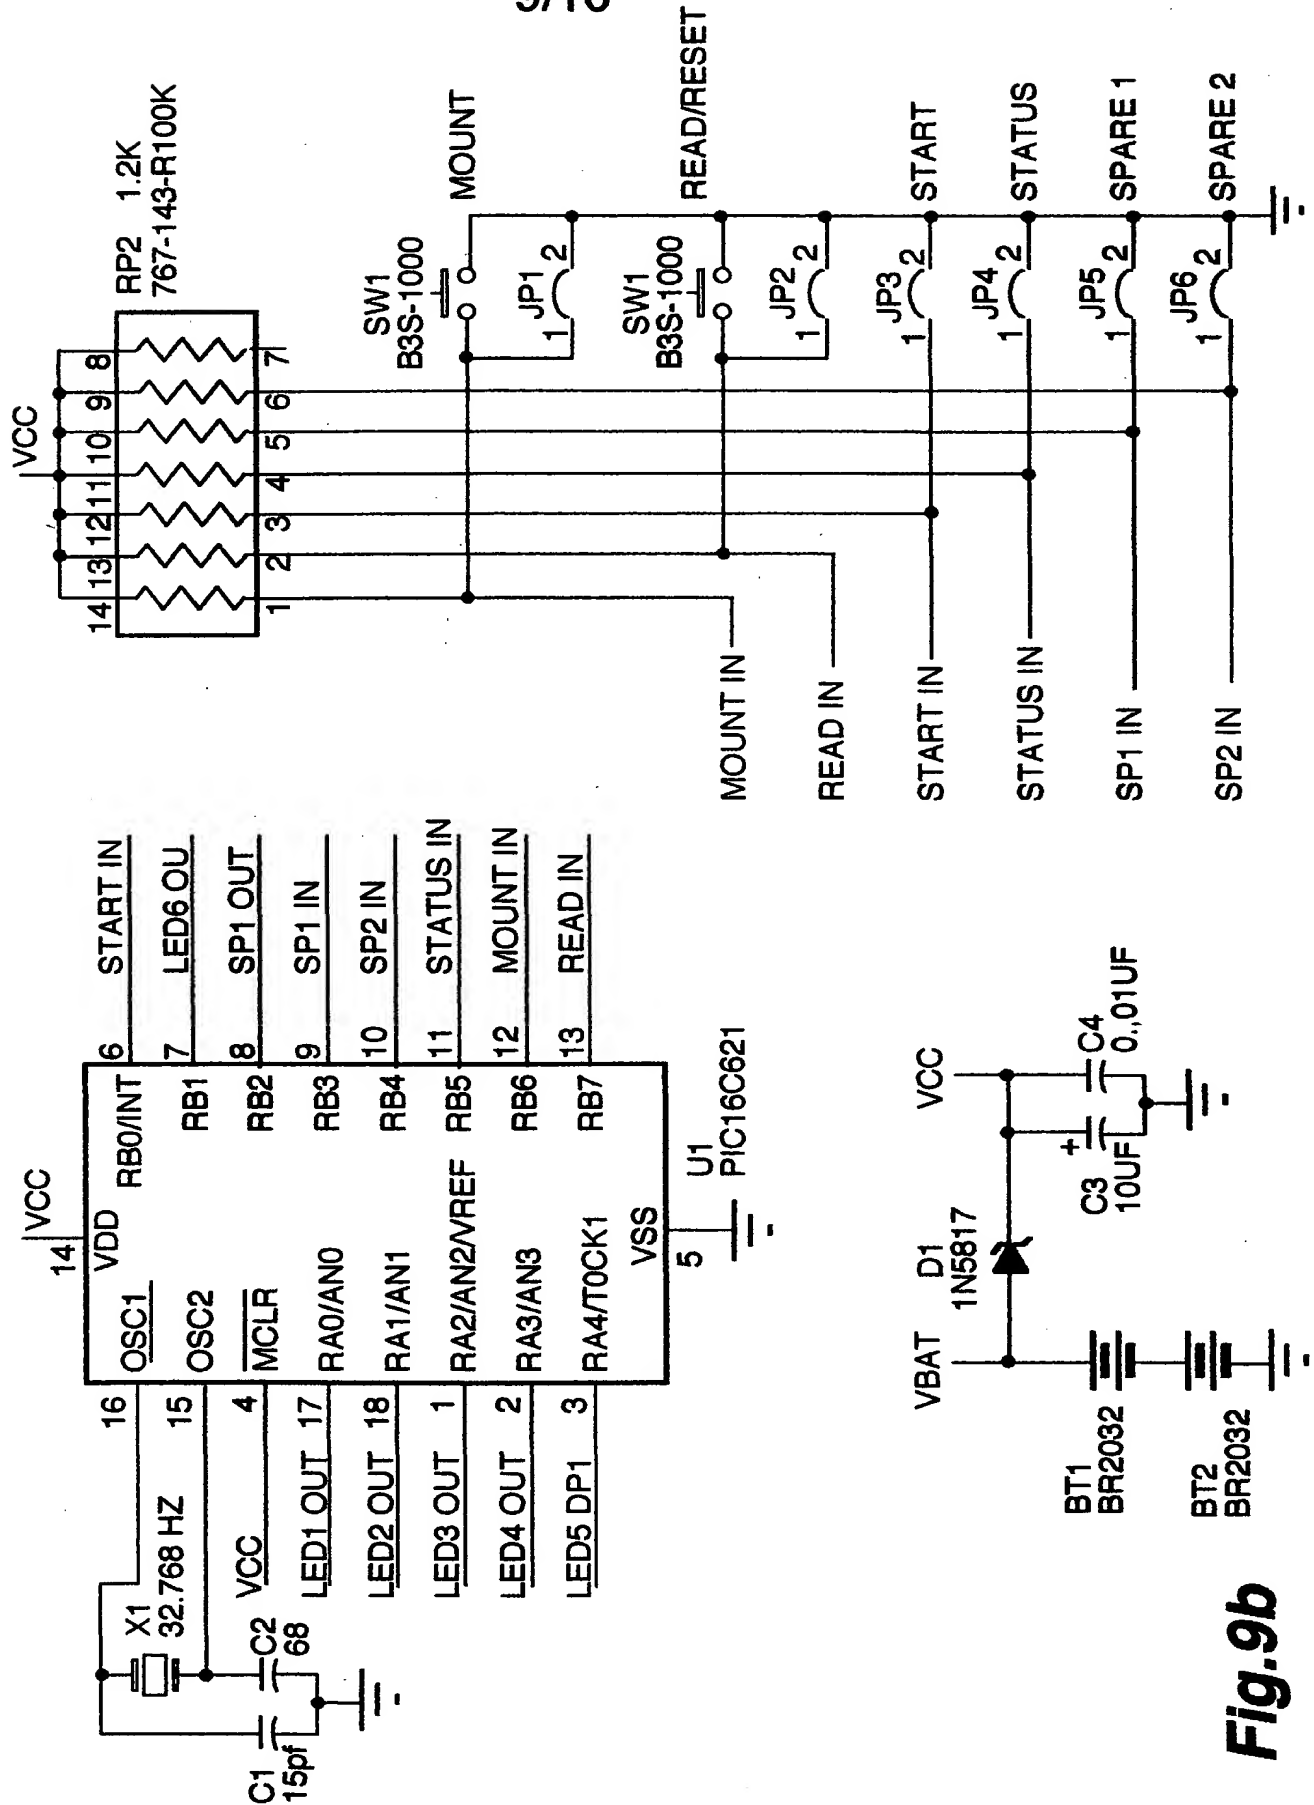 9/16
VCC
14
VDD
16
OSC1
15
OSC2
4
MCLR
VCC
LED1 OUT 17
RA0/AN0
LED2 OUT 18
RA1/AN1
LED3 OUT 1
RA2/AN2/VREF
LED4 OUT 2
RA3/AN3
LED5 DP1 3
RA4/T0CK1
X1
32.768 HZ
C2
68
C1
15pf
RB0/INT
6 START IN
RB1
7 LED6 OU
RB2
8 SP1 OUT
RB3
9 SP1 IN
RB4
10 SP2 IN
RB5
11 STATUS IN
RB6
12 MOUNT IN
RB7
13 READ IN
VSS
5
U1
PIC16C621
VCC
RP2 1.2K
767-143-R100K
14 13 12 11 10 9 8
1 2 3 4 5 6 7
SW1
B3S-1000
MOUNT
1 JP1 2
SW1
B3S-1000
READ/RESET
1 JP2 2
1 JP3 2
START
1 JP4 2
STATUS
1 JP5 2
SPARE 1
1 JP6 2
SPARE 2
MOUNT IN
READ IN
START IN
STATUS IN
SP1 IN
SP2 IN
VBAT
D1
1N5817
VCC
C3
10UF
+
C4
0.,01UF
BT1
BR2032
BT2
BR2032
Fig.9b